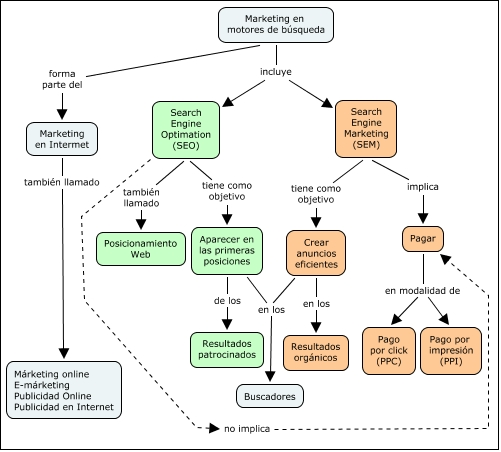 Marketing en
motores de búsqueda
forma
parte del
incluye
Marketing
en Internet
Search
Engine
Optimation
(SEO)
Search
Engine
Marketing
(SEM)
también llamado
también
llamado
tiene como
objetivo
tiene como
objetivo
implica
Posicionamiento
Web
Aparecer en
las primeras
posiciones
Crear
anuncios
eficientes
Pagar
de los
en los
en los
en modalidad de
Resultados
patrocinados
Resultados
orgánicos
Pago
por click
(PPC)
Pago por
impresión
(PPI)
Márketing online
E-márketing
Publicidad Online
Publicidad en Internet
Buscadores
no implica